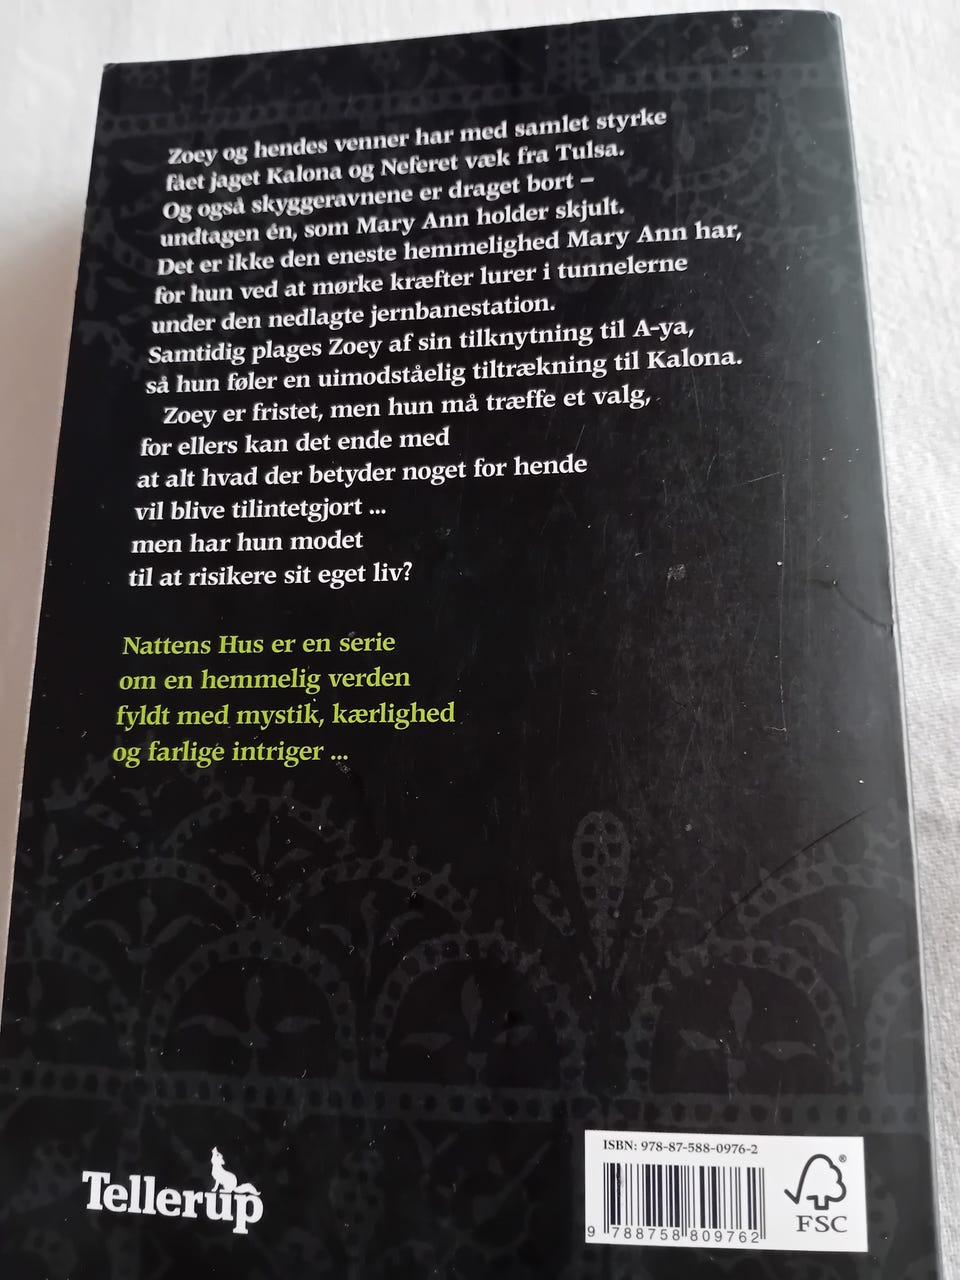 Zoey og hendes venner har med samlet styrke
fået jaget Kalona og Neferet væk fra Tulsa.
Og også skyggeravnene er draget bort –
undtagen én, som Mary Ann holder skjult.
Det er ikke den eneste hemmelighed Mary Ann har,
for hun ved at mørke kræfter lurer i tunnelerne
under den nedlagte jernbanestation.
Samtidig plages Zoey af sin tilknytning til A-ya,
så hun føler en uimodståelig tiltrækning til Kalona.
Zoey er fristet, men hun må træffe et valg,
for ellers kan det ende med
at alt hvad der betyder noget for hende
vil blive tilintetgjort ...
men har hun modet
til at risikere sit eget liv?
Nattens Hus er en serie
om en hemmelig verden
fyldt med mystik, kærlighed
og farlige intriger ...
Tellerup
ISBN: 978-87-588-0976-2
9 788758 809762
FSC®